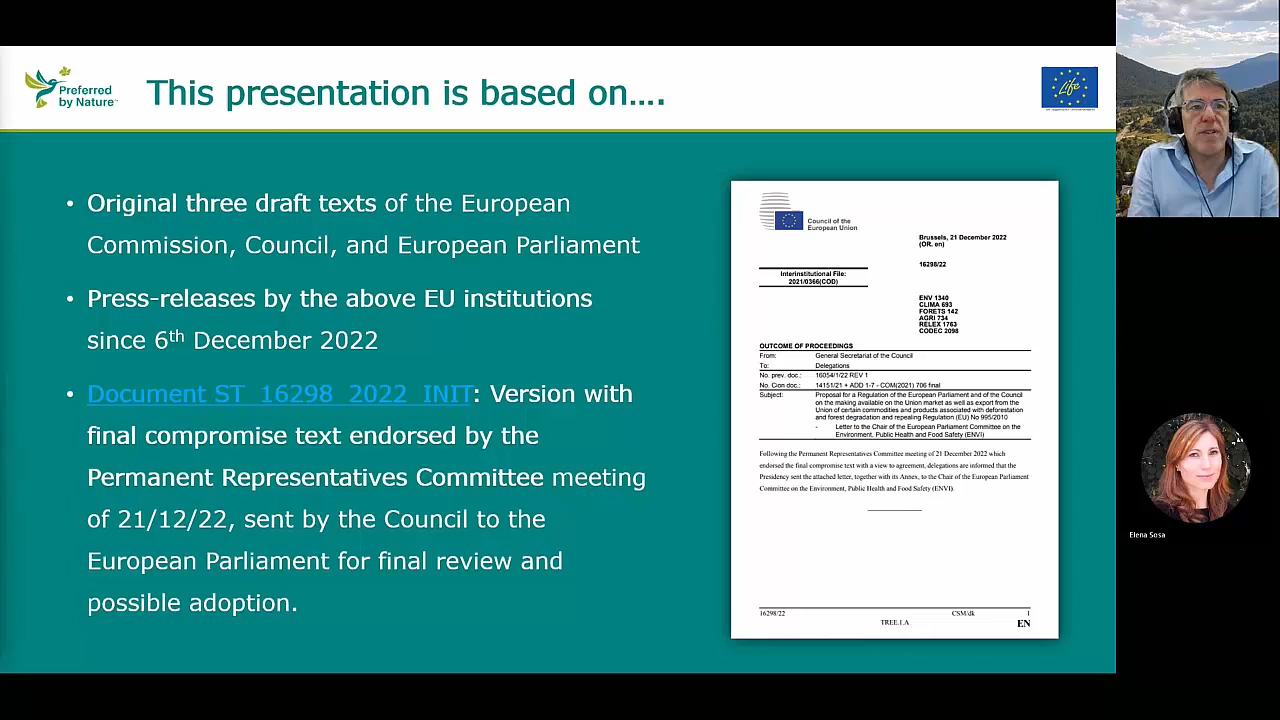 Preferred
by Nature™
This presentation is based on….
Life
• Original three draft texts of the European
Commission, Council, and European Parliament
• Press-releases by the above EU institutions
since 6th December 2022
• Document ST_16298_2022_INIT: Version with
final compromise text endorsed by the
Permanent Representatives Committee meeting
of 21/12/22, sent by the Council to the
European Parliament for final review and
possible adoption.
Council of the
European Union
Brussels, 21 December 2022
(OR. en)
16298/22
Interinstitutional File:
2021/0366(COD)
ENV 1340
CLIMA 693
FORETS 142
AGRI 734
RELEX 1763
CODEC 2098
OUTCOME OF PROCEEDINGS
From: General Secretariat of the Council
To: Delegations
No. prev. doc.: 16054/1/22 REV 1
No. Cion doc.: 14151/21 + ADD 1-7 - COM(2021) 706 final
Subject: Proposal for a Regulation of the European Parliament and of the Council
on the making available on the Union market as well as export from the
Union of certain commodities and products associated with deforestation
and forest degradation and repealing Regulation (EU) No 995/2010
- Letter to the Chair of the European Parliament Committee on the
Environment, Public Health and Food Safety (ENVI)
Following the Permanent Representatives Committee meeting of 21 December 2022 which
endorsed the final compromise text with a view to agreement, delegations are informed that the
Presidency sent the attached letter, together with its Annex, to the Chair of the European Parliament
Committee on the Environment, Public Health and Food Safety (ENVI).
16298/22 CSM/dk 1
TREE.1.A EN
Elena Sosa